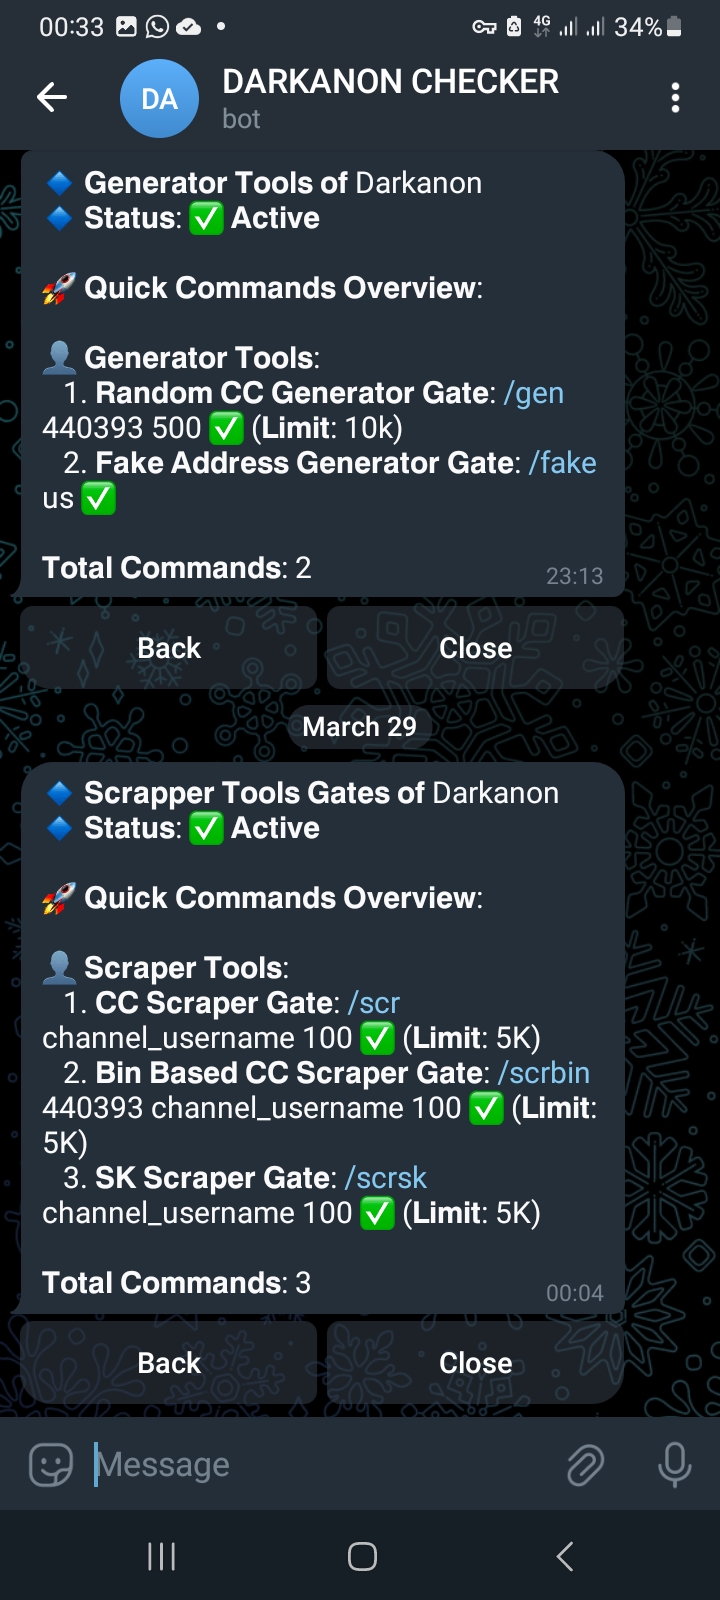 00:33
4G
34%
DA
DARKANON CHECKER
bot
🔷 Generator Tools of Darkanon
🔷 Status: ✅ Active
🚀 Quick Commands Overview:
👤 Generator Tools:
1. Random CC Generator Gate: /gen
440393 500 ✅ (Limit: 10k)
2. Fake Address Generator Gate: /fake
us ✅
Total Commands: 2
23:13
Back
Close
March 29
🔷 Scrapper Tools Gates of Darkanon
🔷 Status: ✅ Active
🚀 Quick Commands Overview:
👤 Scraper Tools:
1. CC Scraper Gate: /scr
channel_username 100 ✅ (Limit: 5K)
2. Bin Based CC Scraper Gate: /scrbin
440393 channel_username 100 ✅ (Limit:
5K)
3. SK Scraper Gate: /scrsk
channel_username 100 ✅ (Limit: 5K)
Total Commands: 3
00:04
Back
Close
Message